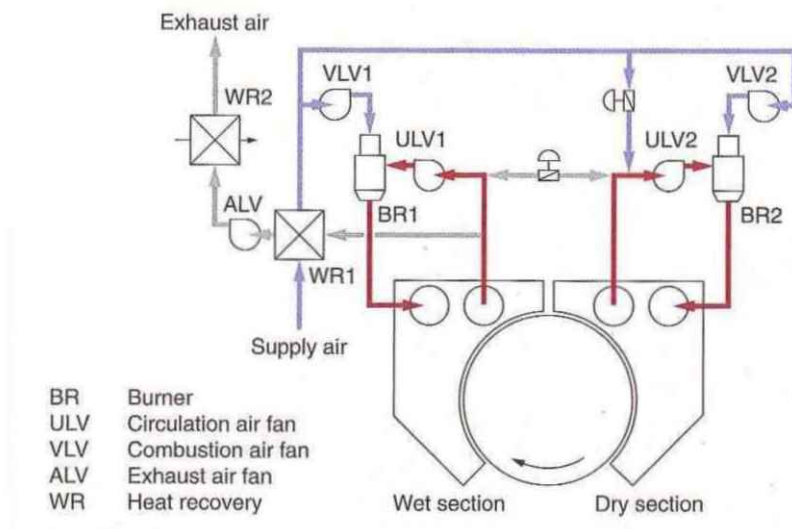 Exhaust air
VLV1
VLV2
WR2
ULV1
ULV2
ALV
BR1
BR2
WR1
Supply air
BR Burner
ULV Circulation air fan
VLV Combustion air fan
ALV Exhaust air fan
WR Heat recovery
Wet section
Dry section